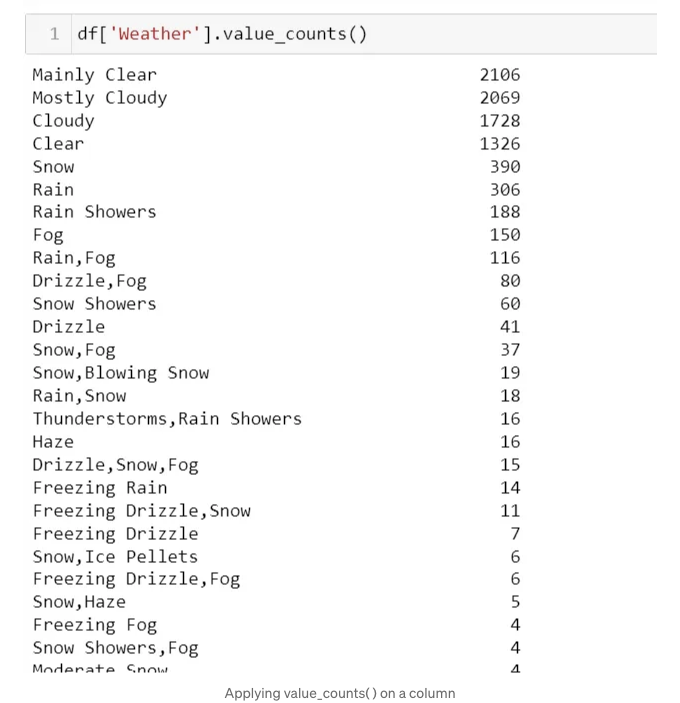 1 df['Weather'].value_counts()
Mainly Clear 2106
Mostly Cloudy 2069
Cloudy 1728
Clear 1326
Snow 390
Rain 306
Rain Showers 188
Fog 150
Rain,Fog 116
Drizzle,Fog 80
Snow Showers 60
Drizzle 41
Snow,Fog 37
Snow,Blowing Snow 19
Rain,Snow 18
Thunderstorms,Rain Showers 16
Haze 16
Drizzle,Snow,Fog 15
Freezing Rain 14
Freezing Drizzle,Snow 11
Freezing Drizzle 7
Snow,Ice Pellets 6
Freezing Drizzle,Fog 6
Snow,Haze 5
Freezing Fog 4
Snow Showers,Fog 4
Moderate Snow 4
Applying value_counts() on a column